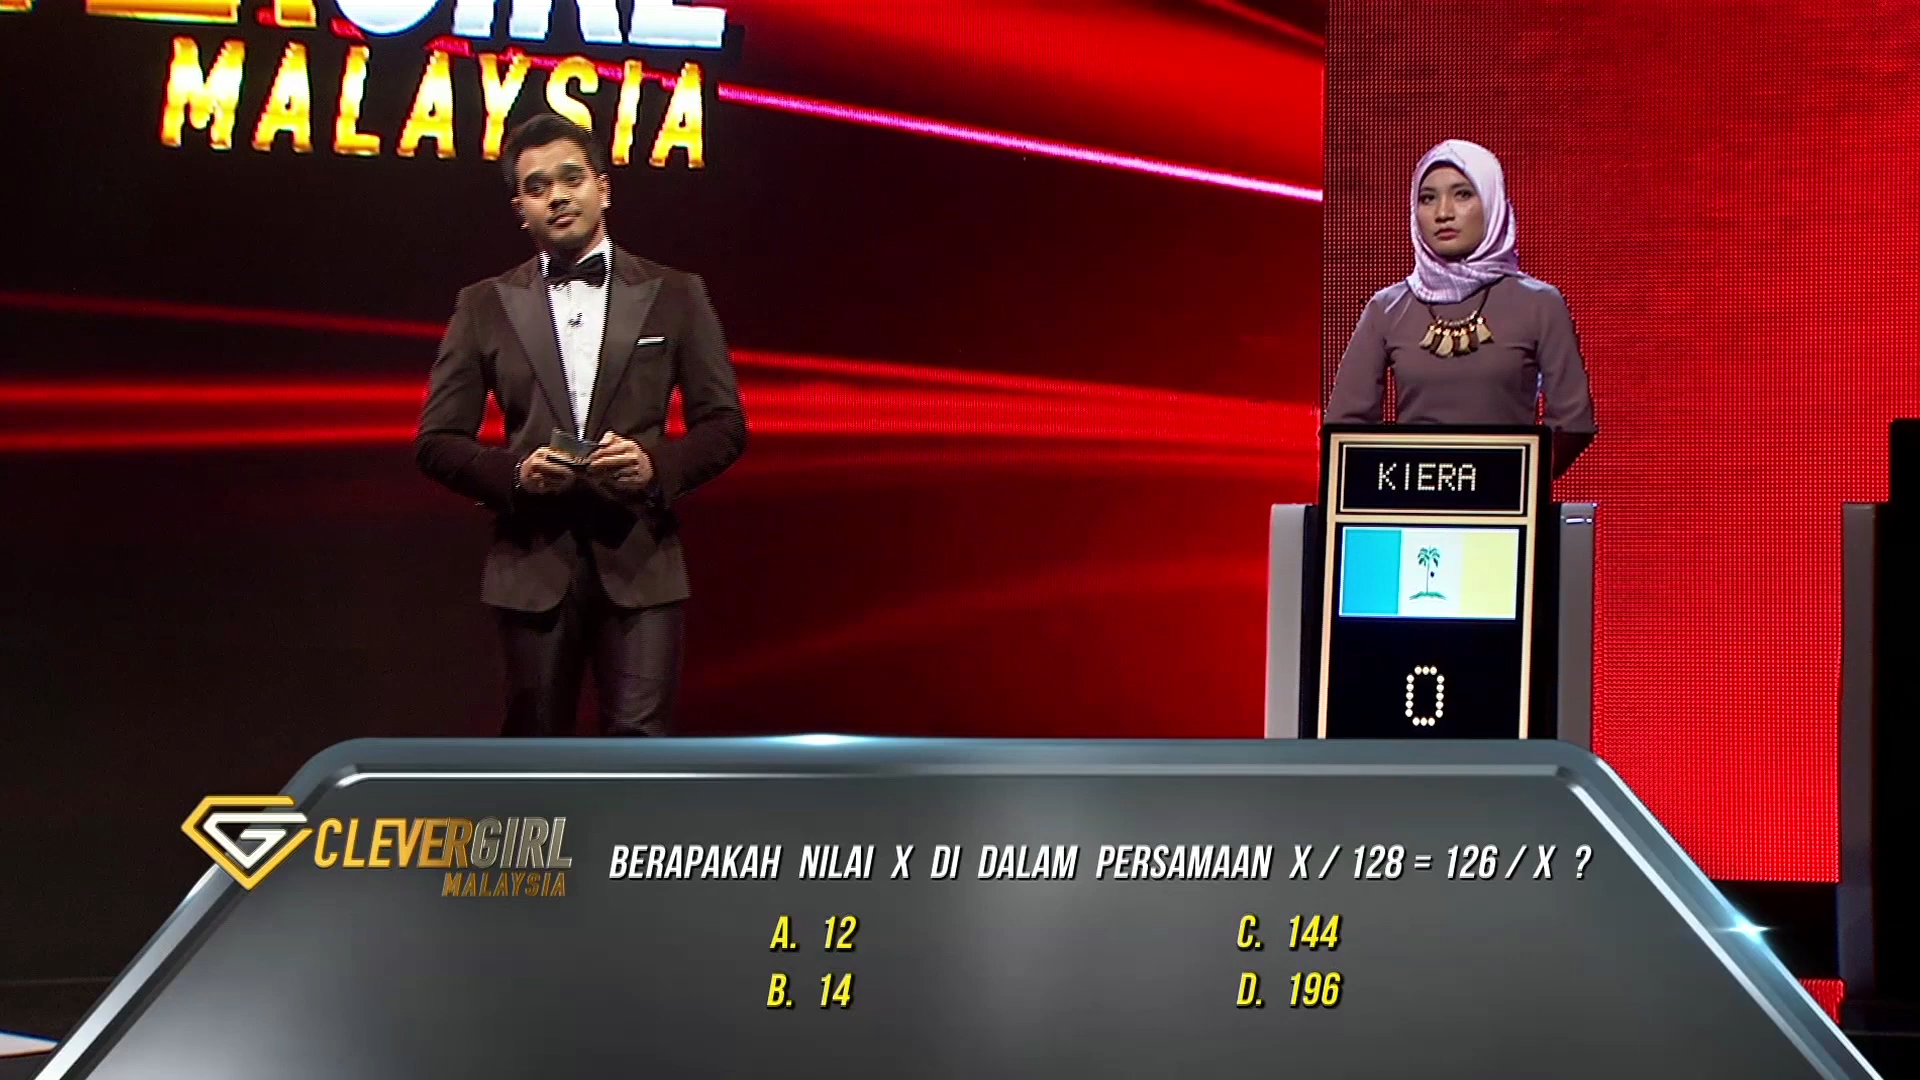 MALAYSIA
KIERA
0
CLEVERGIRL
MALAYSIA
BERAPAKAH NILAI X DI DALAM PERSAMAAN X / 128 = 126 / X ?
A. 12
C. 144
B. 14
D. 196